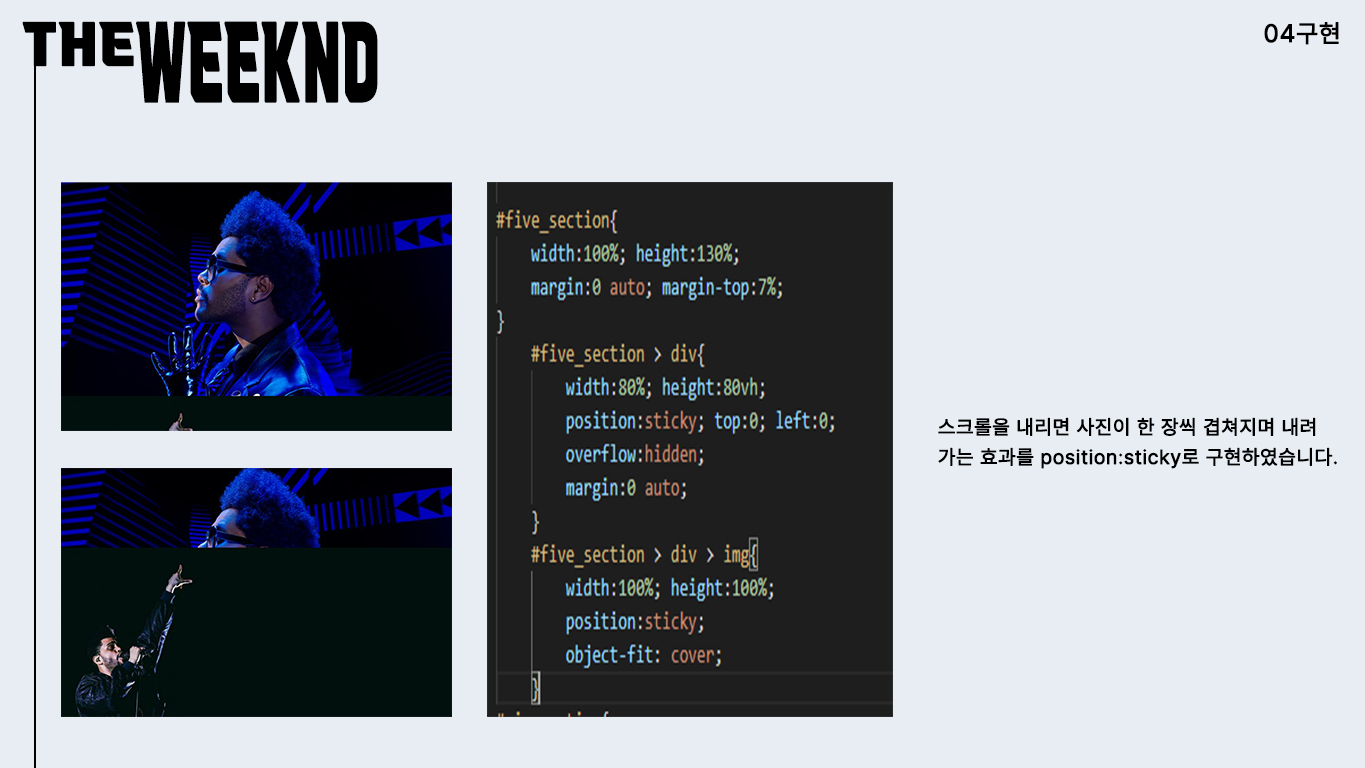 THE WEEKND
04구현
#five_section{
width:100%; height:130%;
margin:0 auto; margin-top:7%;
}
#five_section > div{
width:80%; height:80vh;
position:sticky; top:0; left:0;
overflow:hidden;
margin:0 auto;
}
#five_section > div > img{
width:100%; height:100%;
position:sticky;
object-fit: cover;
}
스크롤을 내리면 사진이 한 장씩 겹쳐지며 내려
가는 효과를 position:sticky로 구현하였습니다.